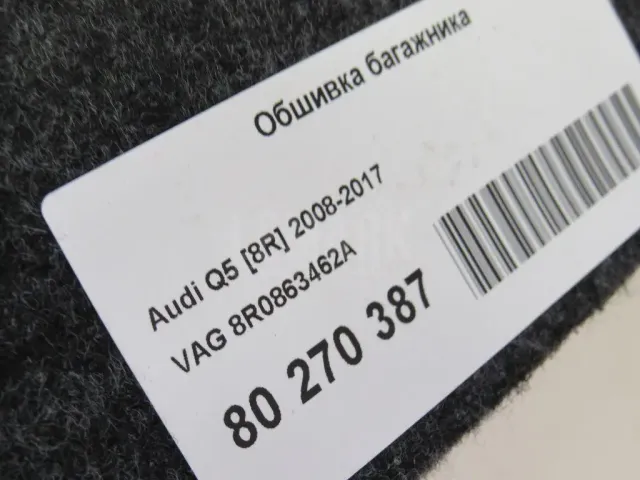 Обшивка багажника
Audi Q5 [8R] 2008-2017
VAG 8R0863462A
80 270 387